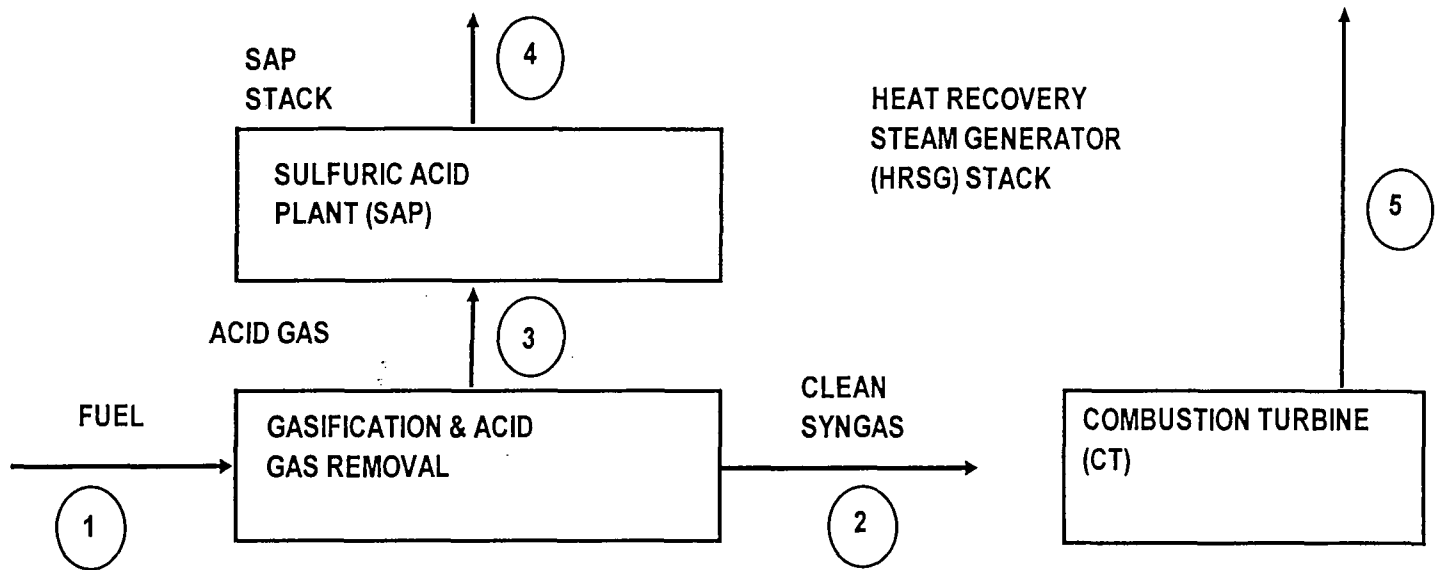 SAP
STACK
4
HEAT RECOVERY
STEAM GENERATOR
(HRSG) STACK
5
SULFURIC ACID
PLANT (SAP)
ACID GAS
3
FUEL
1
GASIFICATION & ACID
GAS REMOVAL
CLEAN
SYNGAS
2
COMBUSTION TURBINE
(CT)